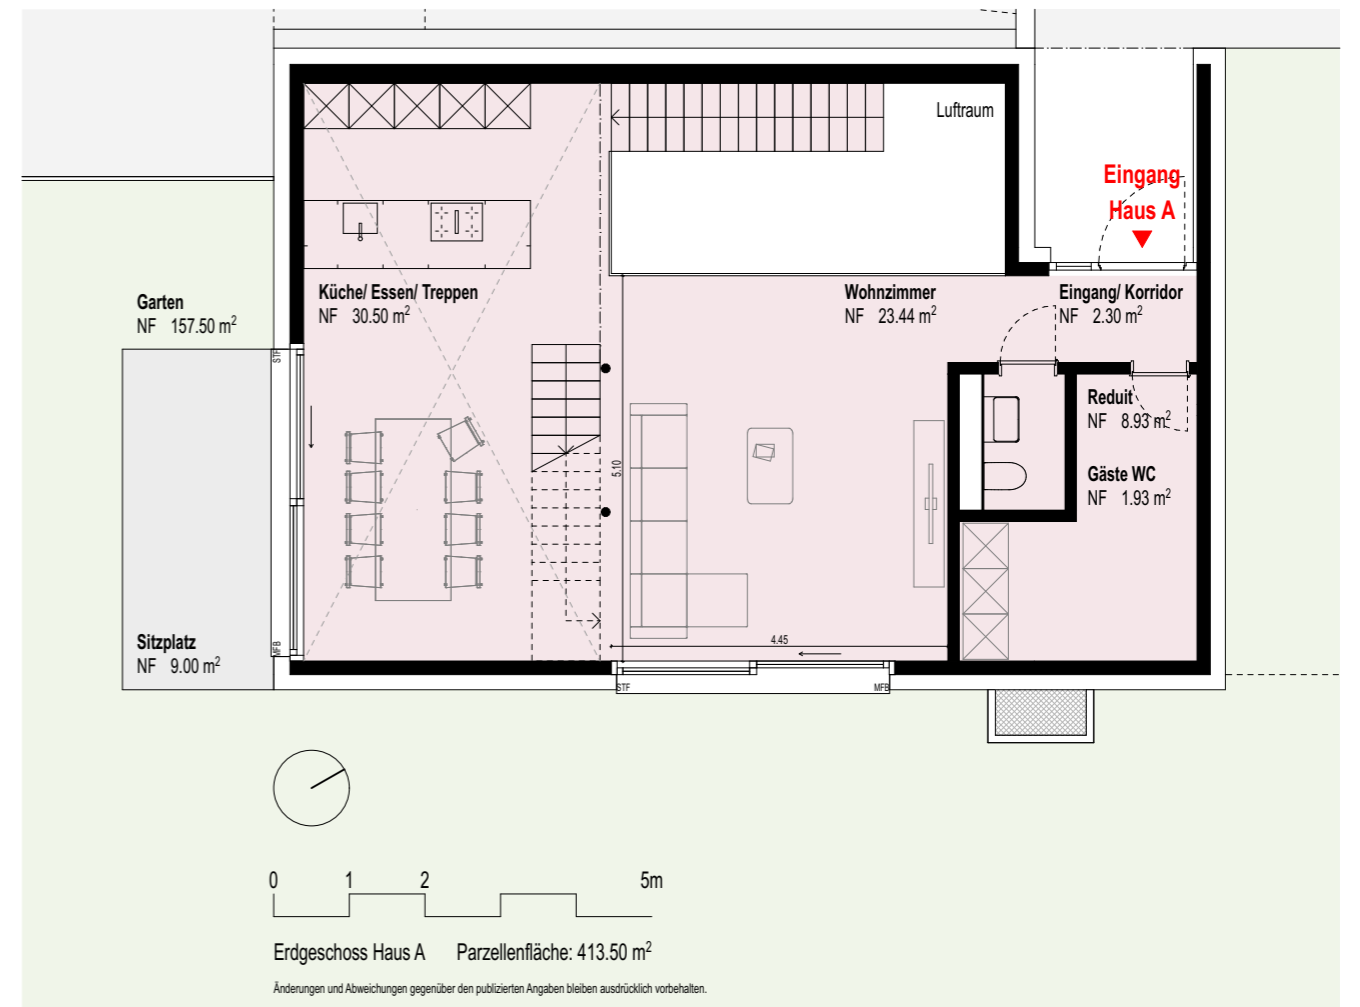 Luftraum
Eingang
Haus A
Garten
NF 157.50 m²
Küche/ Essen/ Treppen
NF 30.50 m²
Wohnzimmer
NF 23.44 m²
Eingang/ Korridor
NF 2.30 m²
STF
Reduit
NF 8.93 m²
5.10
Gäste WC
NF 1.93 m²
Sitzplatz
NF 9.00 m²
MFB
4.45
STF
MFB
0 1 2 5m
Erdgeschoss Haus A Parzellenfläche: 413.50 m²
Änderungen und Abweichungen gegenüber den publizierten Angaben bleiben ausdrücklich vorbehalten.